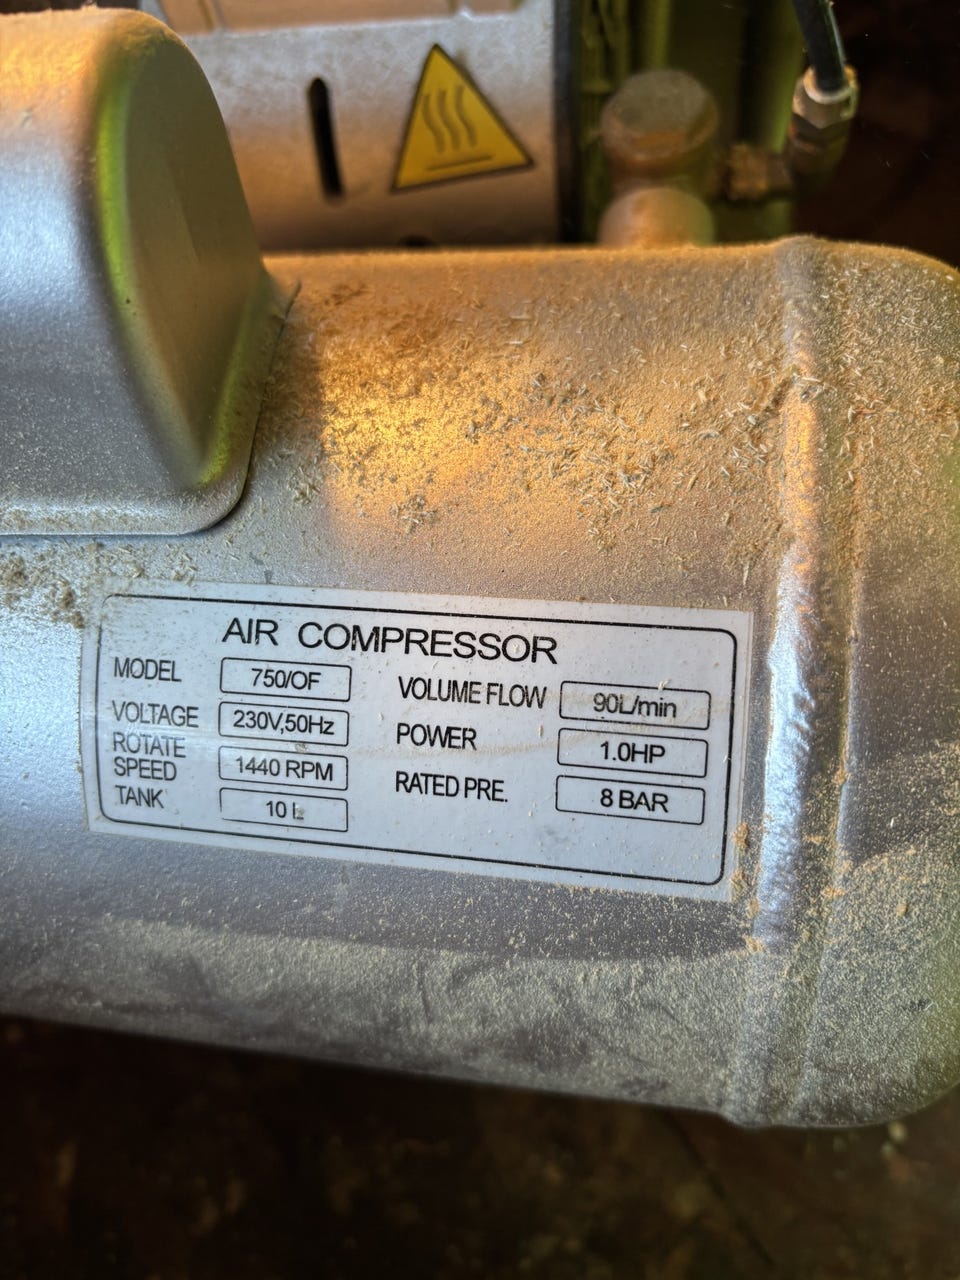 AIR COMPRESSOR
MODEL 750/OF
VOLTAGE 230V,50Hz
ROTATE SPEED 1440 RPM
TANK 10 L
VOLUME FLOW 90L/min
POWER 1.0HP
RATED PRE. 8 BAR